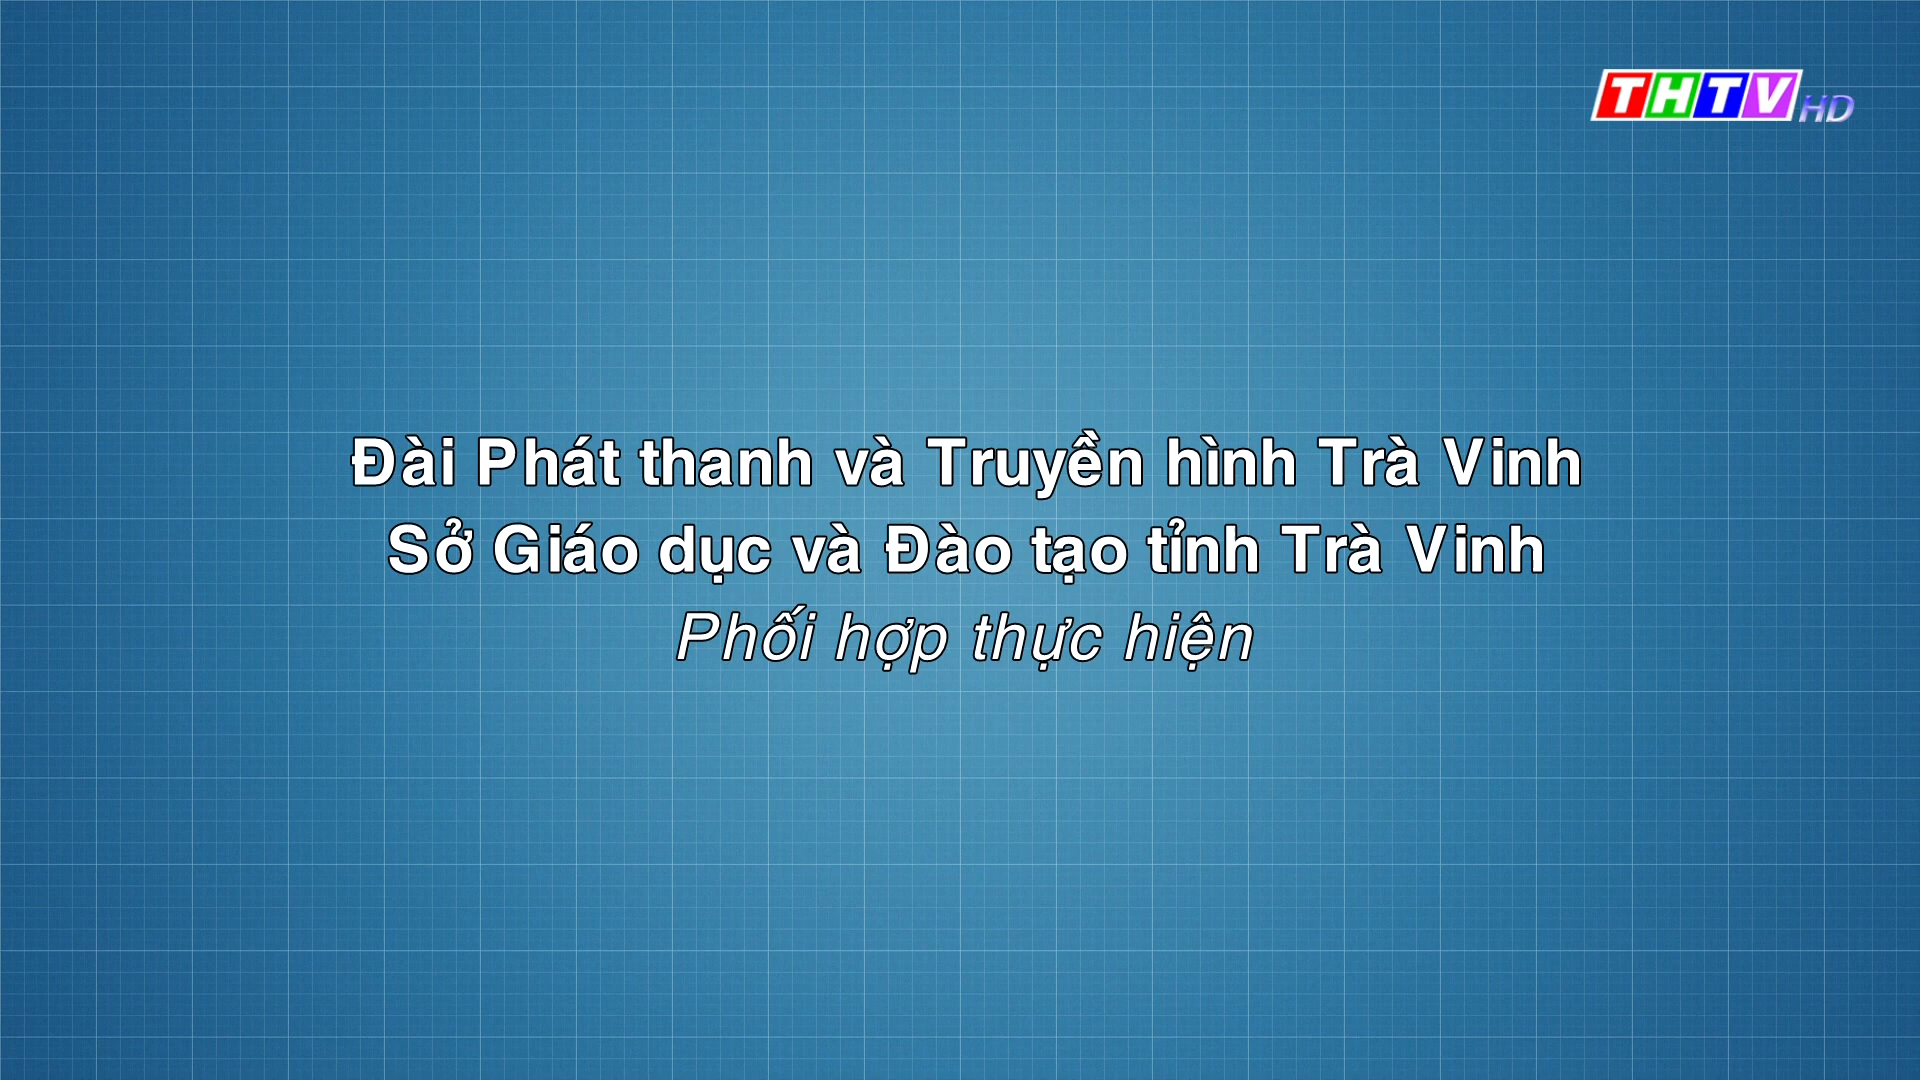 THTV HD
Đài Phát thanh và Truyền hình Trà Vinh
Sở Giáo dục và Đào tạo tỉnh Trà Vinh
Phối hợp thực hiện